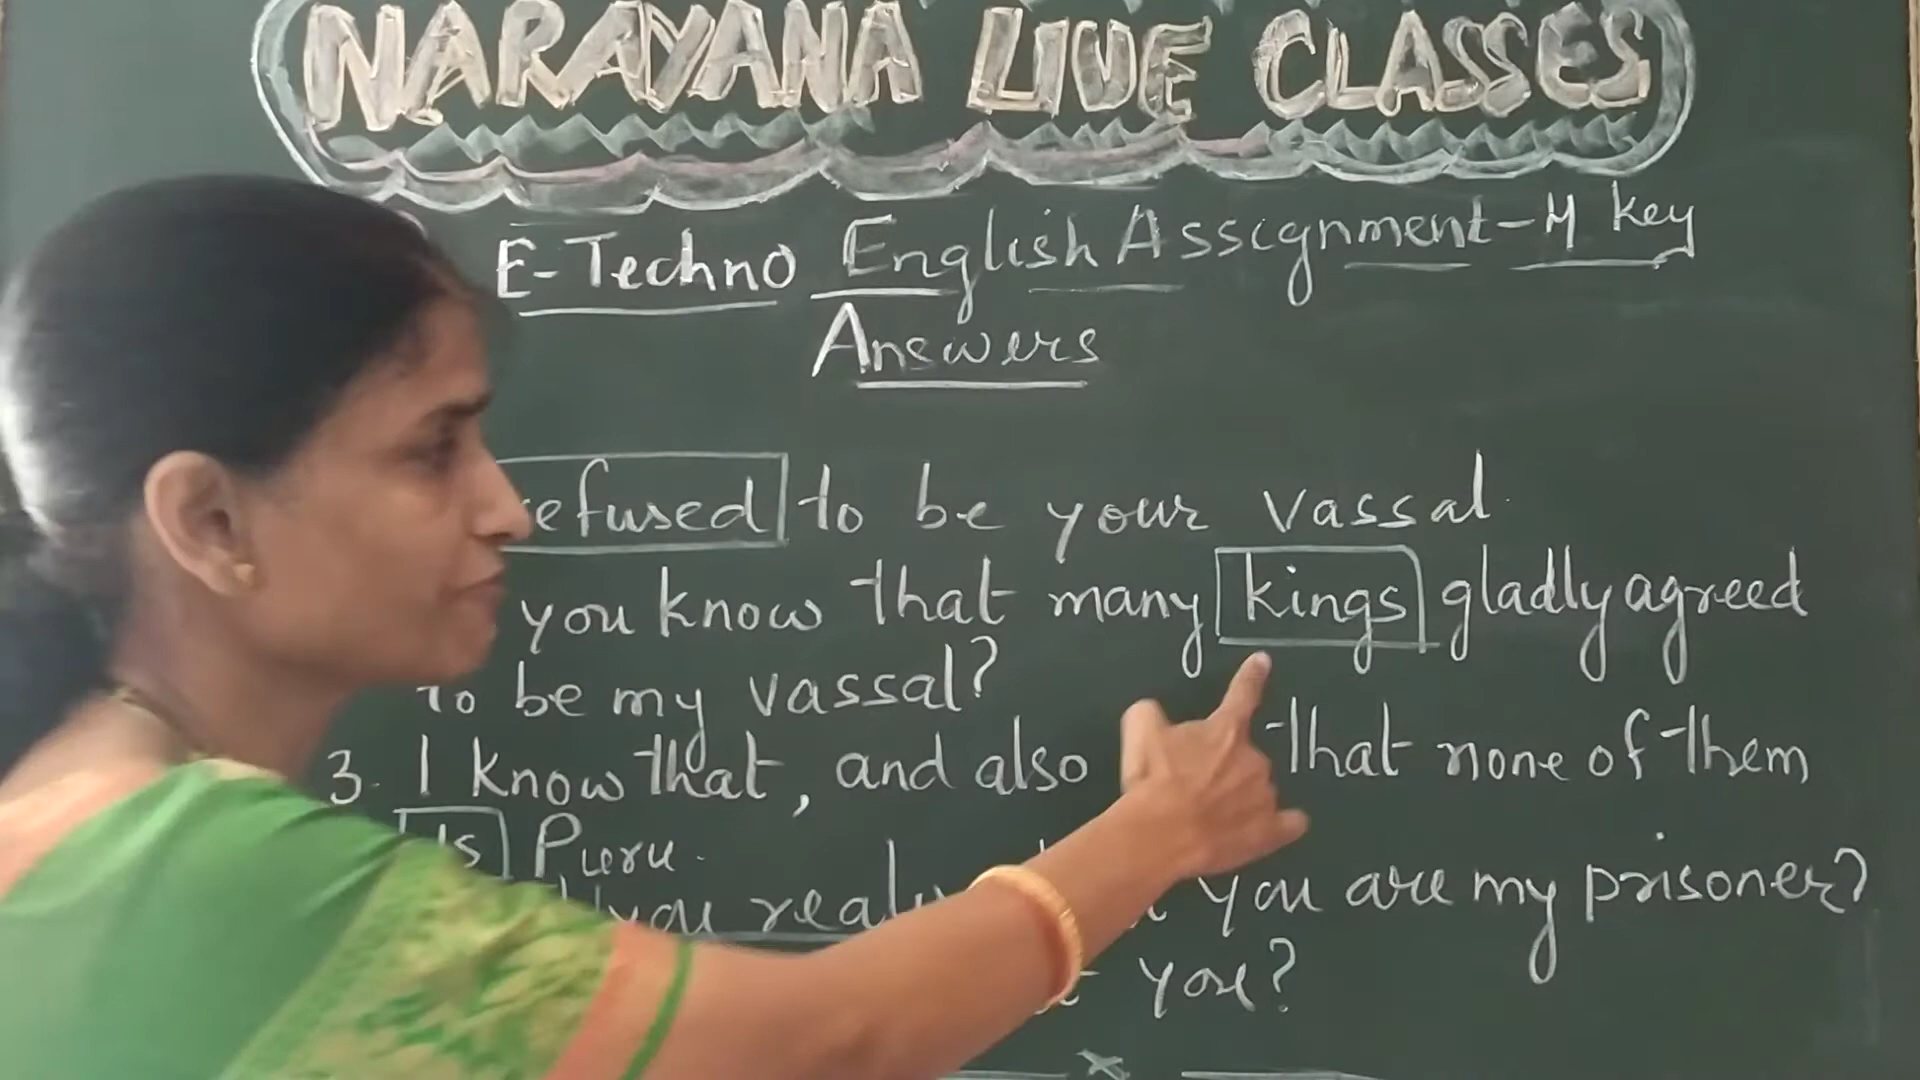 NARAYANA LIVE CLASSES
E-Techno English Assignment-4 key
Answers
efused to be your vassal.
you know that many kings gladly agreed
to be my vassal?
3. I know that, and also that none of them
is Puru.
you are my prisoner?
you?
x